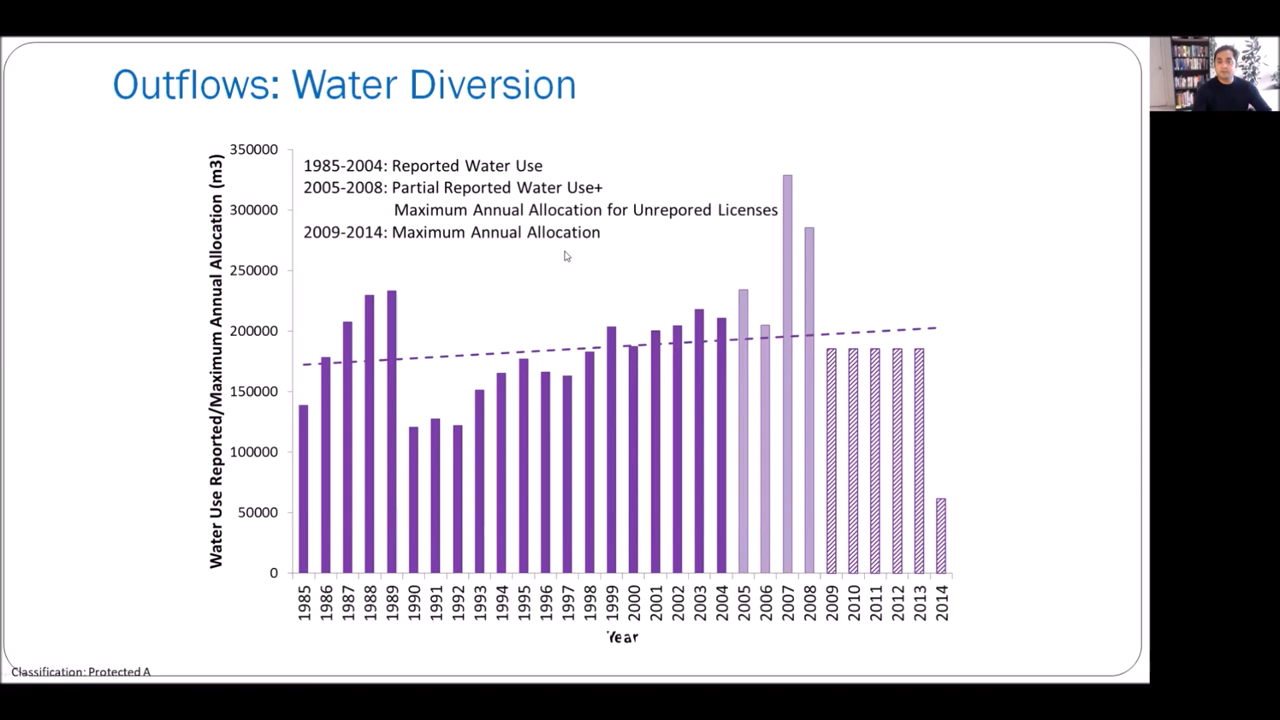 Outflows: Water Diversion
Water Use Reported/Maximum Annual Allocation (m3)
350000
300000
250000
200000
150000
100000
50000
0
1985-2004: Reported Water Use
2005-2008: Partial Reported Water Use+
Maximum Annual Allocation for Unrepored Licenses
2009-2014: Maximum Annual Allocation
1985 1986 1987 1988 1989 1990 1991 1992 1993 1994 1995 1996 1997 1998 1999 2000 2001 2002 2003 2004 2005 2006 2007 2008 2009 2010 2011 2012 2013 2014
Year
Classification: Protected A